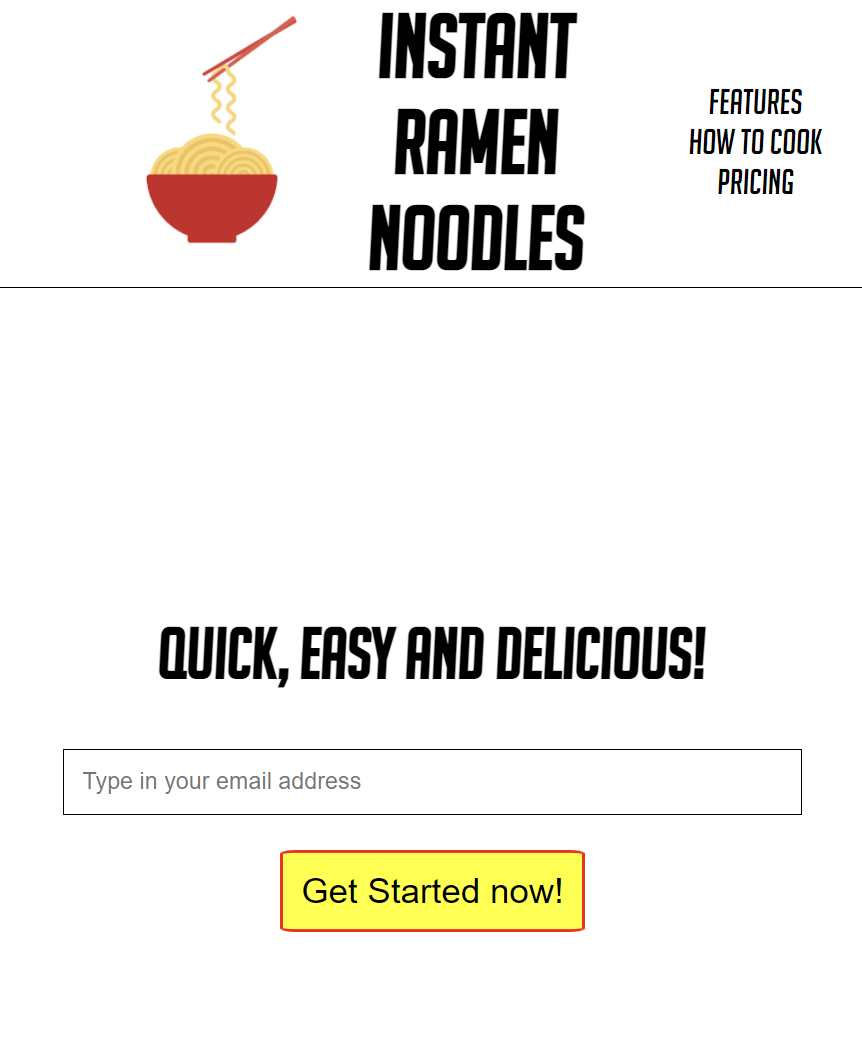 INSTANT
RAMEN
NOODLES
FEATURES
HOW TO COOK
PRICING
QUICK, EASY AND DELICIOUS!
Type in your email address
Get Started now!